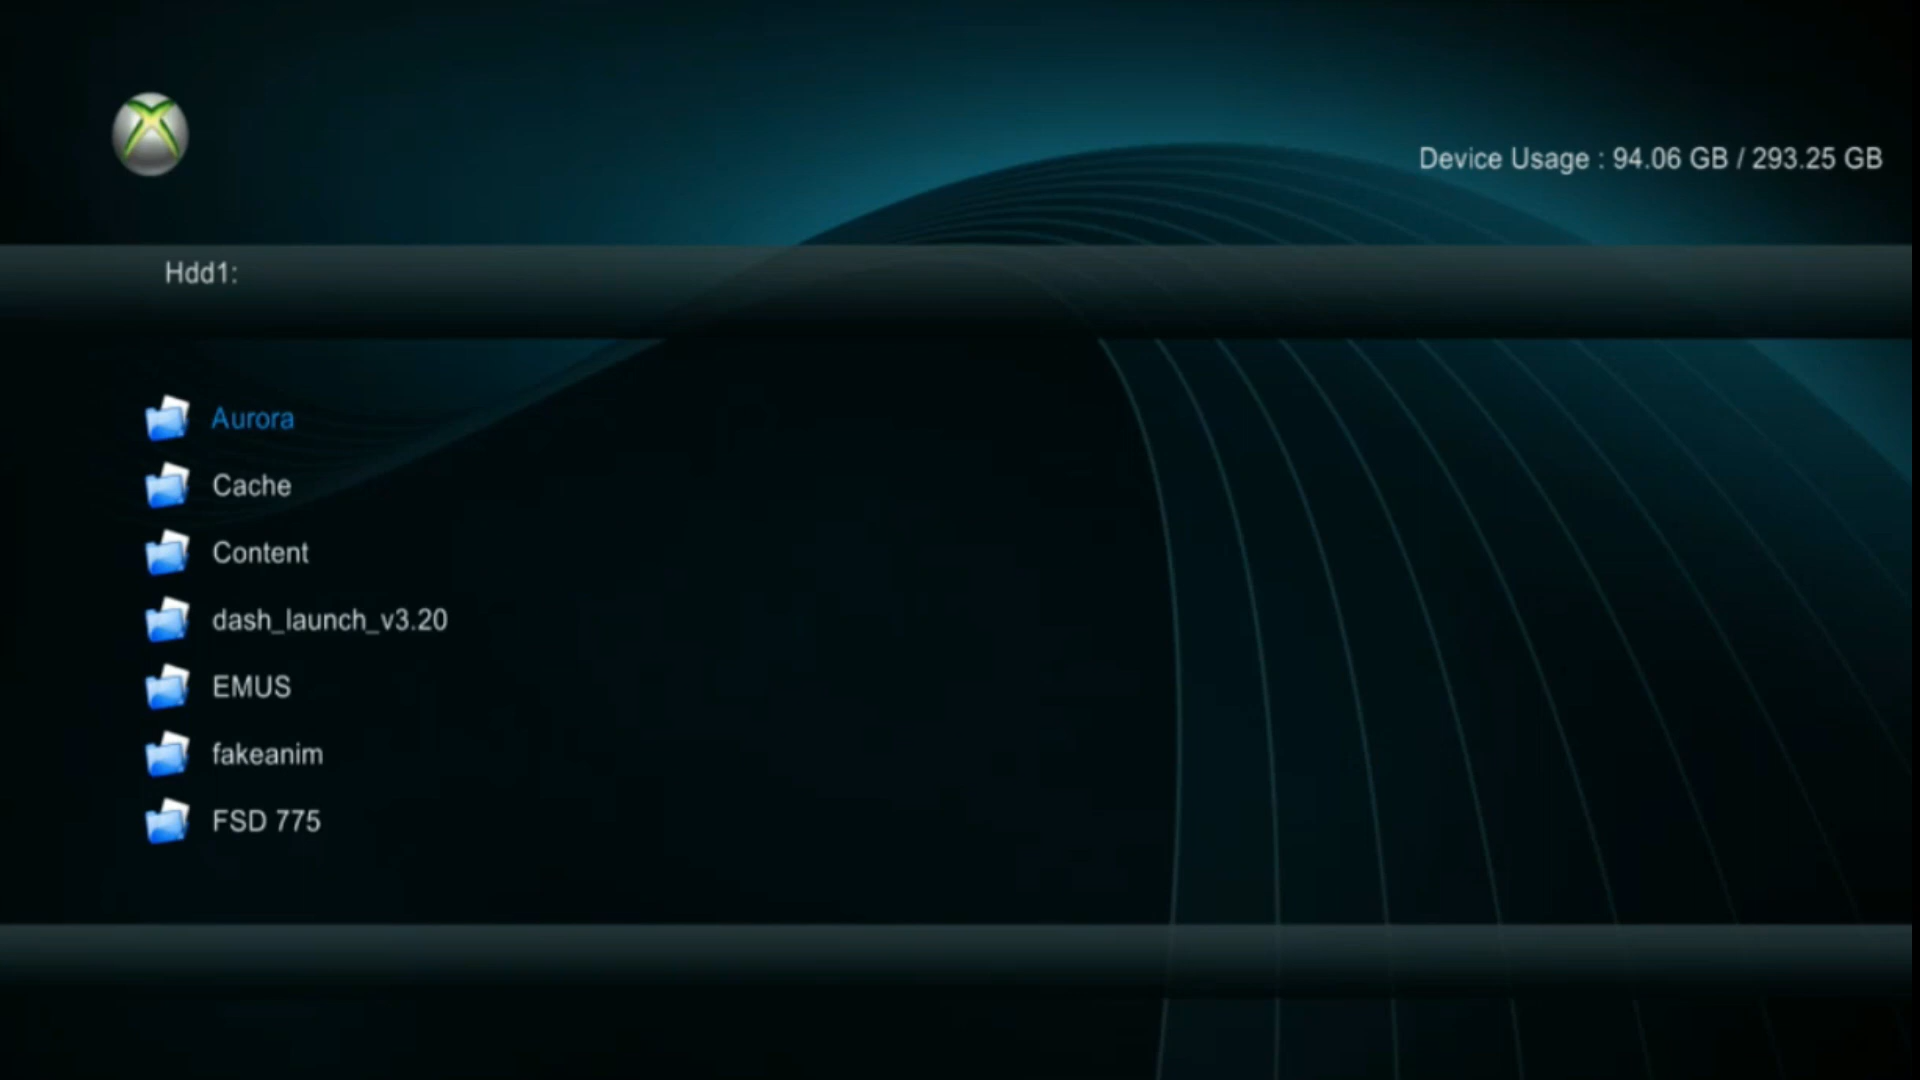 Device Usage : 94.06 GB / 293.25 GB
Hdd1:
Aurora
Cache
Content
dash_launch_v3.20
EMUS
fakeanim
FSD 775